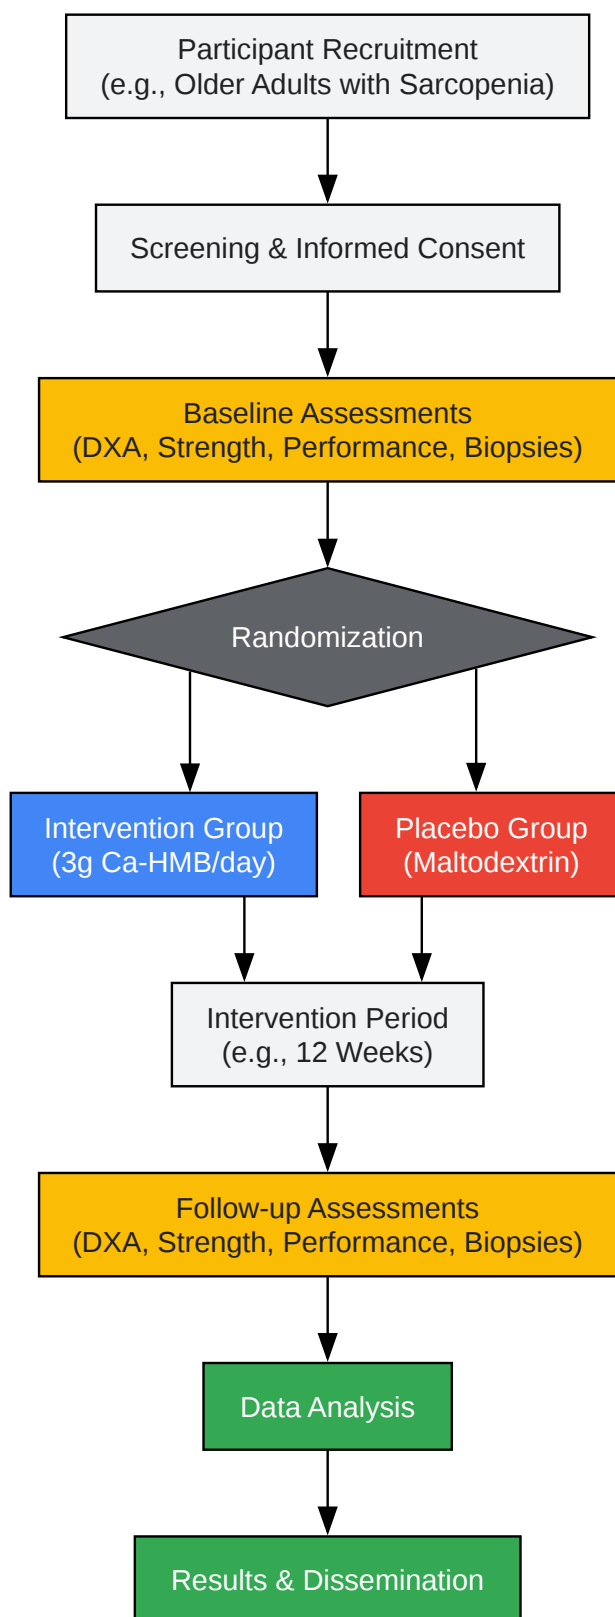 Participant Recruitment
(e.g., Older Adults with Sarcopenia)
Screening & Informed Consent
Baseline Assessments
(DXA, Strength, Performance, Biopsies)
Randomization
Intervention Group
(3g Ca-HMB/day)
Placebo Group
(Maltodextrin)
Intervention Period
(e.g., 12 Weeks)
Follow-up Assessments
(DXA, Strength, Performance, Biopsies)
Data Analysis
Results & Dissemination